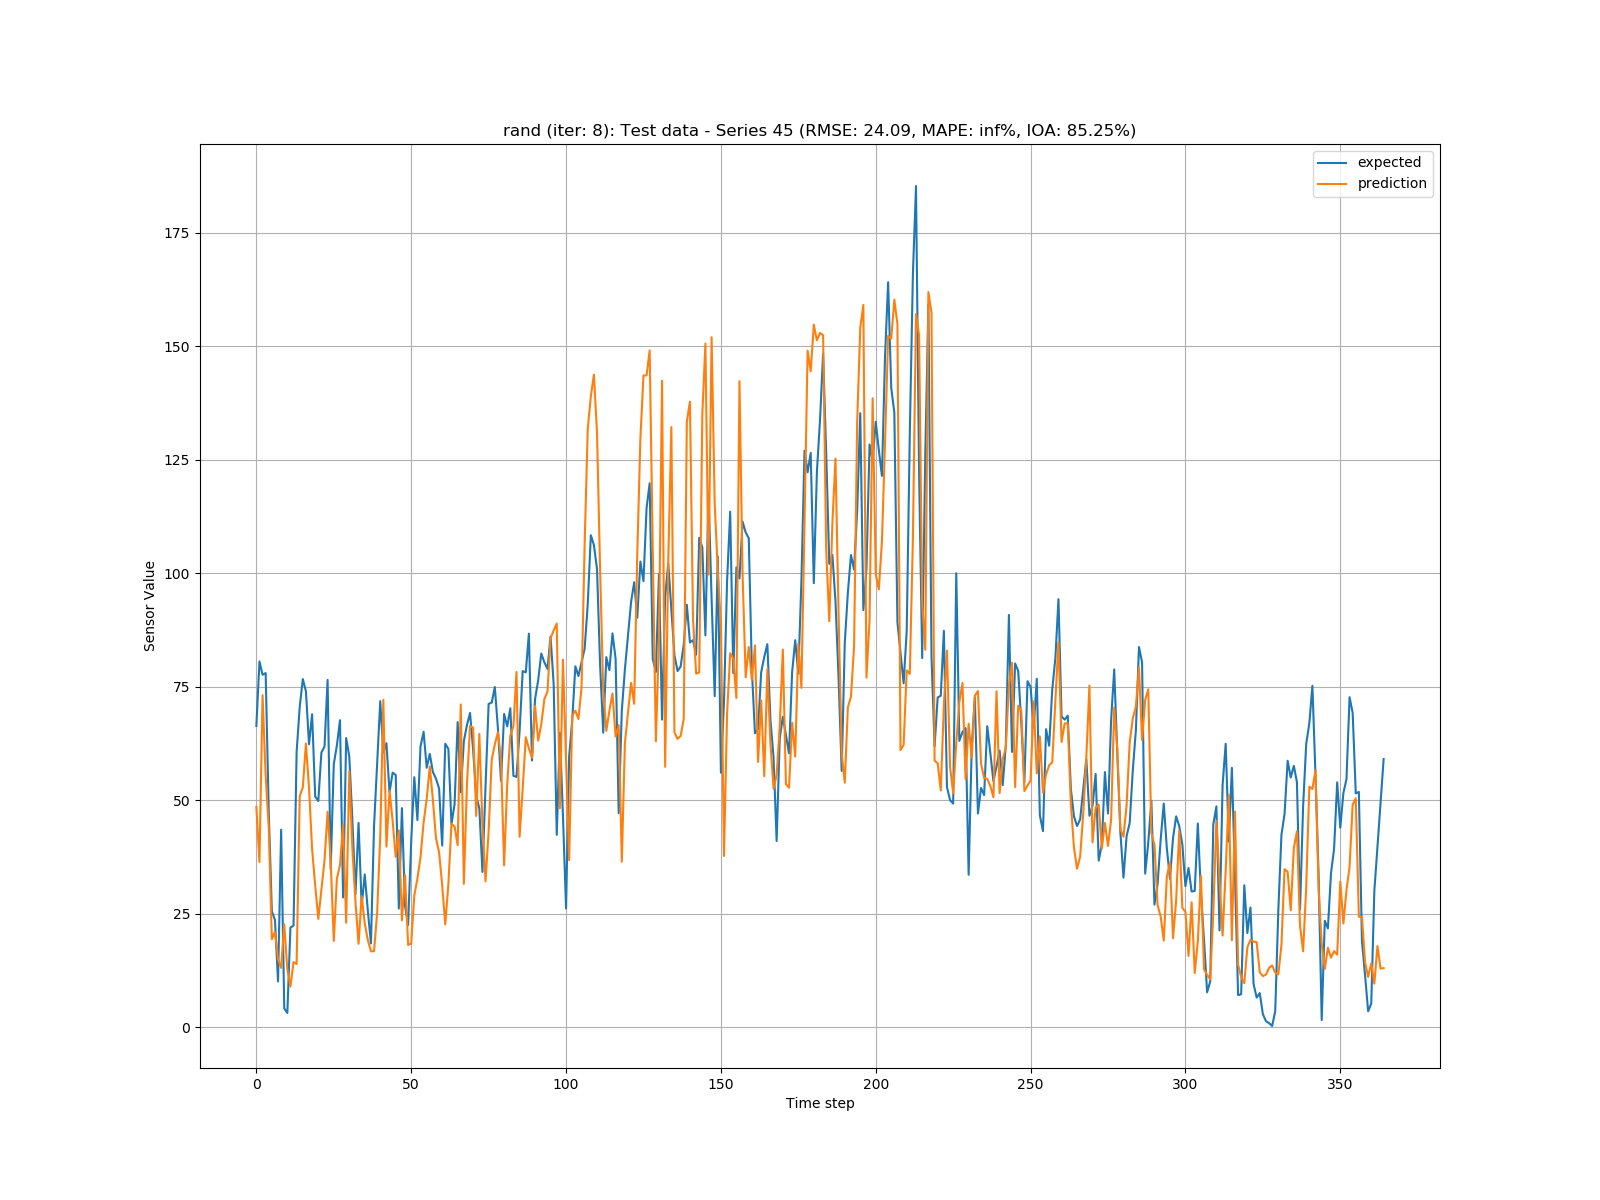 rand (iter: 8): Test data - Series 45 (RMSE: 24.09, MAPE: inf%, IOA: 85.25%)
expected
prediction
175
150
125
100
75
50
25
0
Sensor Value
0 50 100 150 200 250 300 350
Time step